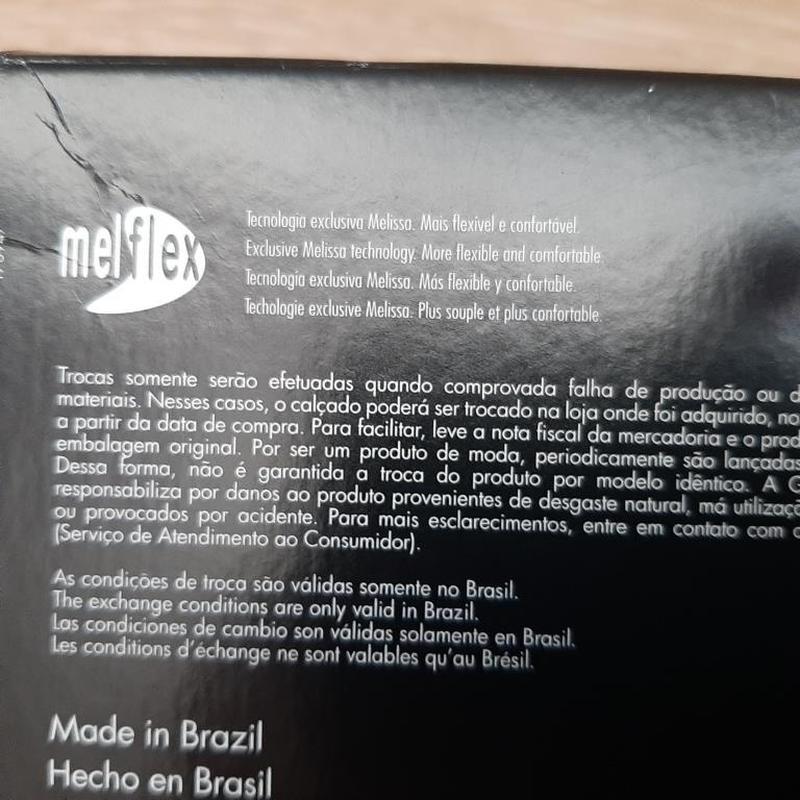 melflex
Tecnologia exclusiva Melissa. Mais flexível e confortável.
Exclusive Melissa technology. More flexible and comfortable.
Tecnologia exclusiva Melissa. Más flexible y confortable.
Techologie exclusive Melissa. Plus souple et plus confortable.
Trocas somente serão efetuadas quando comprovada falha de produção ou d
materiais. Nesses casos, o calçado poderá ser trocado na loja onde foi adquirido, no
a partir da data de compra. Para facilitar, leve a nota fiscal da mercadoria e o prod
embalagem original. Por ser um produto de moda, periodicamente são lançadas
Dessa forma, não é garantida a troca do produto por modelo idêntico. A G
responsabiliza por danos ao produto provenientes de desgaste natural, má utilizaçã
ou provocados por acidente. Para mais esclarecimentos, entre em contato com o
(Serviço de Atendimento ao Consumidor).
As condições de troca são válidas somente no Brasil.
The exchange conditions are only valid in Brazil.
Las condiciones de cambio son válidas solamente en Brasil.
Les conditions d'échange ne sont valables qu'au Brésil.
Made in Brazil
Hecho en Brasil